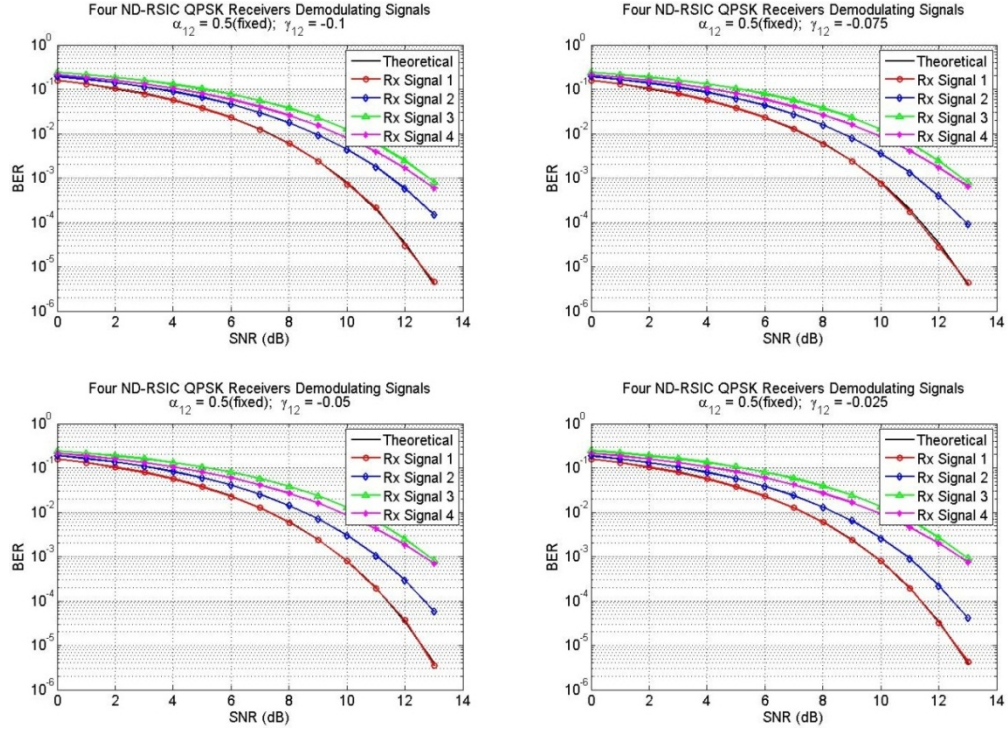 Four ND-RSIC QPSK Receivers Demodulating Signals
α12 = 0.5(fixed); γ12 = -0.1
10^0
10^-1
10^-2
10^-3
10^-4
10^-5
10^-6
BER
0 2 4 6 8 10 12 14
SNR (dB)
Theoretical
Rx Signal 1
Rx Signal 2
Rx Signal 3
Rx Signal 4
Four ND-RSIC QPSK Receivers Demodulating Signals
α12 = 0.5(fixed); γ12 = -0.075
10^0
10^-1
10^-2
10^-3
10^-4
10^-5
10^-6
BER
0 2 4 6 8 10 12 14
SNR (dB)
Theoretical
Rx Signal 1
Rx Signal 2
Rx Signal 3
Rx Signal 4
Four ND-RSIC QPSK Receivers Demodulating Signals
α12 = 0.5(fixed); γ12 = -0.05
10^0
10^-1
10^-2
10^-3
10^-4
10^-5
10^-6
BER
0 2 4 6 8 10 12 14
SNR (dB)
Theoretical
Rx Signal 1
Rx Signal 2
Rx Signal 3
Rx Signal 4
Four ND-RSIC QPSK Receivers Demodulating Signals
α12 = 0.5(fixed); γ12 = -0.025
10^0
10^-1
10^-2
10^-3
10^-4
10^-5
10^-6
BER
0 2 4 6 8 10 12 14
SNR (dB)
Theoretical
Rx Signal 1
Rx Signal 2
Rx Signal 3
Rx Signal 4